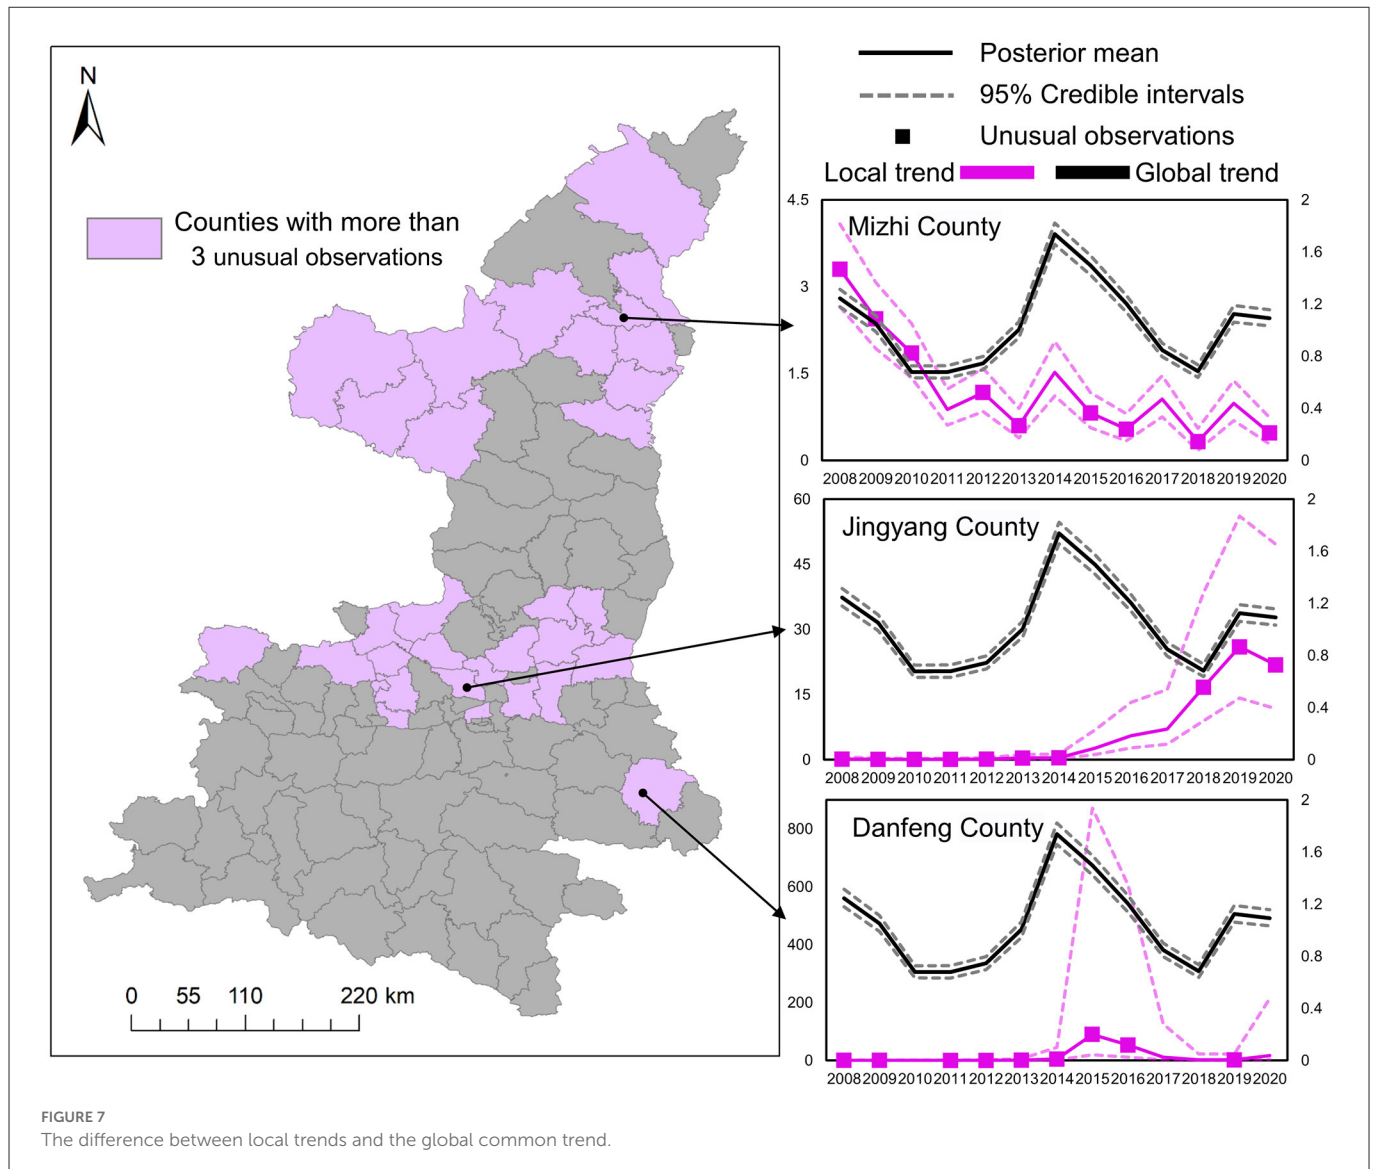 N
Counties with more than
3 unusual observations
0 55 110 220 km
Posterior mean
95% Credible intervals
Unusual observations
Local trend Global trend
Mizhi County
4.5
3
1.5
0
2
1.6
1.2
0.8
0.4
0
2008 2009 2010 2011 2012 2013 2014 2015 2016 2017 2018 2019 2020
Jingyang County
60
45
30
15
0
2
1.6
1.2
0.8
0.4
0
2008 2009 2010 2011 2012 2013 2014 2015 2016 2017 2018 2019 2020
Danfeng County
800
600
400
200
0
2
1.6
1.2
0.8
0.4
0
2008 2009 2010 2011 2012 2013 2014 2015 2016 2017 2018 2019 2020
FIGURE 7
The difference between local trends and the global common trend.